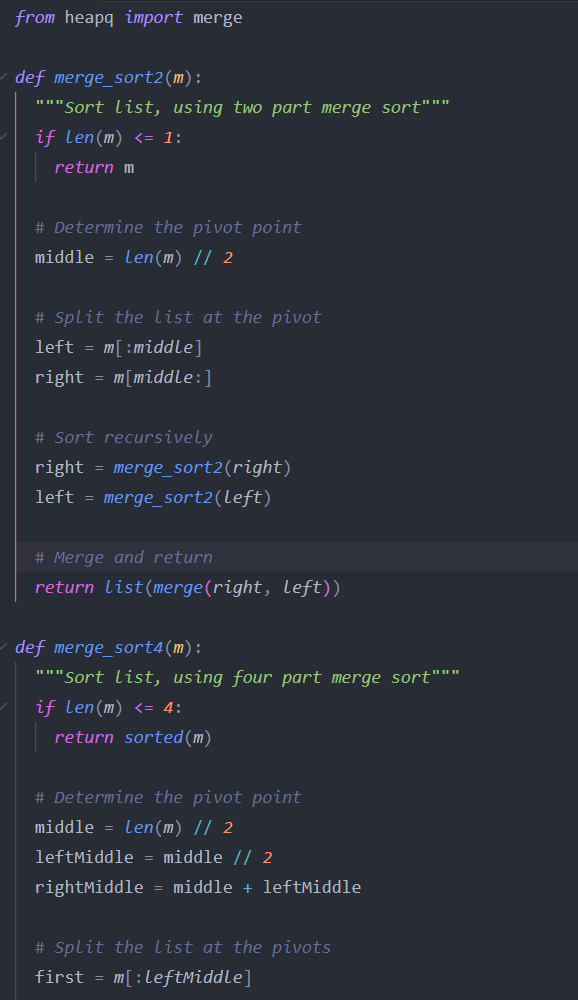 from heapq import merge
def merge_sort2(m):
"""Sort list, using two part merge sort"""
if len(m) <= 1:
return m
# Determine the pivot point
middle = len(m) // 2
# Split the list at the pivot
left = m[:middle]
right = m[middle:]
# Sort recursively
right = merge_sort2(right)
left = merge_sort2(left)
# Merge and return
return list(merge(right, left))
def merge_sort4(m):
"""Sort list, using four part merge sort"""
if len(m) <= 4:
return sorted(m)
# Determine the pivot point
middle = len(m) // 2
leftMiddle = middle // 2
rightMiddle = middle + leftMiddle
# Split the list at the pivots
first = m[:leftMiddle]